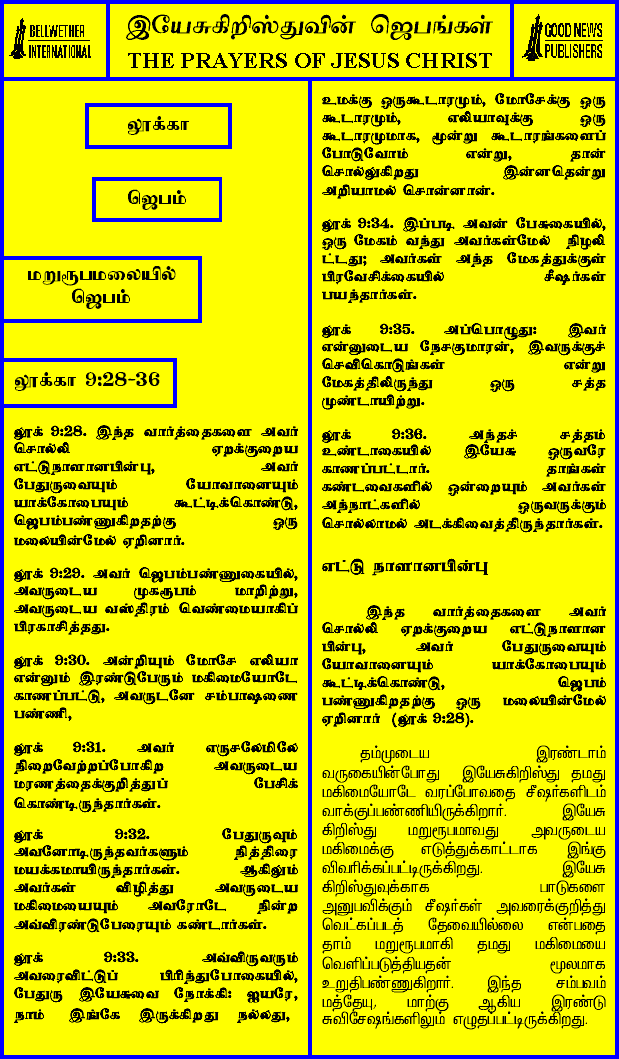 BELLWETHER
INTERNATIONAL
இயேசுகிறிஸ்துவின் ஜெபங்கள்
THE PRAYERS OF JESUS CHRIST
GOOD NEWS
PUBLISHERS
லூக்கா
ஜெபம்
மறுரூபமலையில்
ஜெபம்
லூக்கா 9:28-36
லூக் 9:28. இந்த வார்த்தைகளை அவர்
சொல்லி ஏறக்குறைய
எட்டுநாளானபின்பு, அவர்
பேதுருவையும் யோவானையும்
யாக்கோபையும் கூட்டிக்கொண்டு,
ஜெபம்பண்ணுகிறதற்கு ஒரு
மலையின்மேல் ஏறினார்.
லூக் 9:29. அவர் ஜெபம்பண்ணுகையில்,
அவருடைய முகரூபம் மாறிற்று,
அவருடைய வஸ்திரம் வெண்மையாகிப்
பிரகாசித்தது.
லூக் 9:30. அன்றியும் மோசே எலியா
என்னும் இரண்டுபேரும் மகிமையோடே
காணப்பட்டு, அவருடனே சம்பாஷணை
பண்ணி,
லூக் 9:31. அவர் எருசலேமிலே
நிறைவேற்றப்போகிற அவருடைய
மரணத்தைக்குறித்துப் பேசிக்
கொண்டிருந்தார்கள்.
லூக் 9:32. பேதுருவும்
அவனோடிருந்தவர்களும் நித்திரை
மயக்கமாயிருந்தார்கள். ஆகிலும்
அவர்கள் விழித்து அவருடைய
மகிமையையும் அவரோடே நின்ற
அவ்விரண்டுபேரையும் கண்டார்கள்.
லூக் 9:33. அவ்விருவரும்
அவரைவிட்டுப் பிரிந்துபோகையில்,
பேதுரு இயேசுவை நோக்கி: ஐயரே,
நாம் இங்கே இருக்கிறது நல்லது,
உமக்கு ஒருகூடாரமும், மோசேக்கு ஒரு
கூடாரமும், எலியாவுக்கு ஒரு
கூடாரமுமாக, மூன்று கூடாரங்களைப்
போடுவோம் என்று, தான்
சொல்லுகிறது இன்னதென்று
அறியாமல் சொன்னான்.
லூக் 9:34. இப்படி அவன் பேசுகையில்,
ஒரு மேகம் வந்து அவர்கள்மேல் நிழலி
ட்டது; அவர்கள் அந்த மேகத்துக்குள்
பிரவேசிக்கையில் சீஷர்கள்
பயந்தார்கள்.
லூக் 9:35. அப்பொழுது: இவர்
என்னுடைய நேசகுமாரன், இவருக்குச்
செவிகொடுங்கள் என்று
மேகத்திலிருந்து ஒரு சத்த
முண்டாயிற்று.
லூக் 9:36. அந்தச் சத்தம்
உண்டாகையில் இயேசு ஒருவரே
காணப்பட்டார். தாங்கள்
கண்டவைகளில் ஒன்றையும் அவர்கள்
அந்நாட்களில் ஒருவருக்கும்
சொல்லாமல் அடக்கிவைத்திருந்தார்கள்.
எட்டு நாளானபின்பு
இந்த வார்த்தைகளை அவர்
சொல்லி ஏறக்குறைய எட்டுநாளான
பின்பு, அவர் பேதுருவையும்
யோவானையும் யாக்கோபையும்
கூட்டிக்கொண்டு, ஜெபம்
பண்ணுகிறதற்கு ஒரு மலையின்மேல்
ஏறினார் (லூக் 9:28).
தம்முடைய இரண்டாம்
வருகையின்போது இயேசுகிறிஸ்து தமது
மகிமையோடே வரப்போவதை சீஷர்களிடம்
வாக்குப்பண்ணியிருக்கிறார். இயேசு
கிறிஸ்து மறுரூபமாவது அவருடைய
மகிமைக்கு எடுத்துக்காட்டாக இங்கு
விவரிக்கப்பட்டிருக்கிறது. இயேசு
கிறிஸ்துவுக்காக பாடுகளை
அனுபவிக்கும் சீஷர்கள் அவரைக்குறித்து
வெட்கப்படத் தேவையில்லை என்பதை
தாம் மறுரூபமாகி தமது மகிமையை
வெளிப்படுத்தியதன் மூலமாக
உறுதிபண்ணுகிறார். இந்த சம்பவம்
மத்தேயு, மாற்கு ஆகிய இரண்டு
சுவிசேஷங்களிலும் எழுதப்பட்டிருக்கிறது.